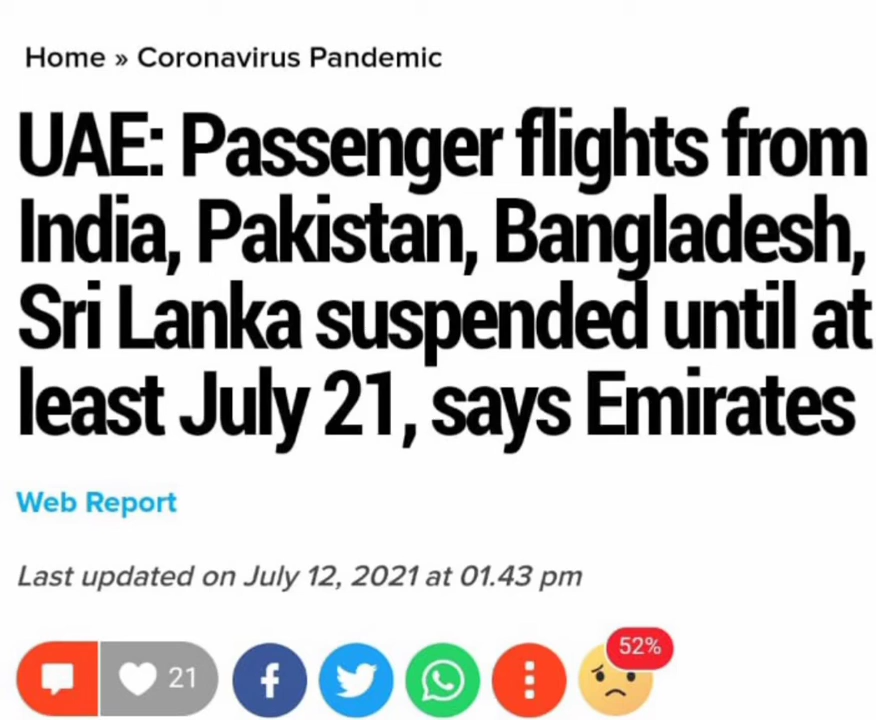 Home » Coronavirus Pandemic
UAE: Passenger flights from
India, Pakistan, Bangladesh,
Sri Lanka suspended until at
least July 21, says Emirates
Web Report
Last updated on July 12, 2021 at 01.43 pm
21
52%